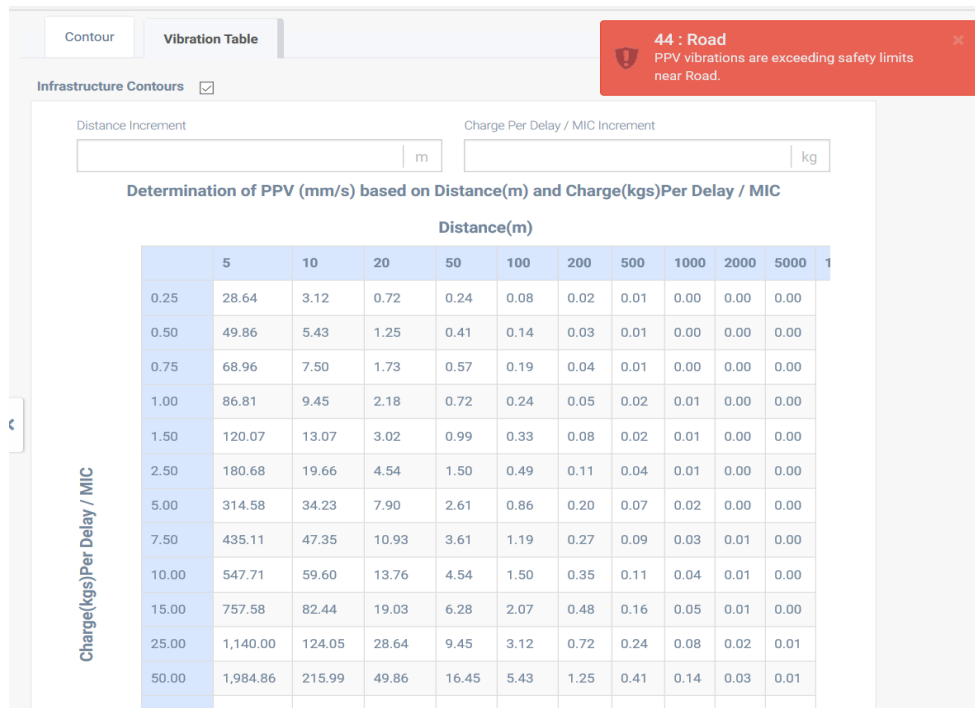 Contour
Vibration Table
44 : Road
PPV vibrations are exceeding safety limits
near Road.
Infrastructure Contours
Distance Increment
Charge Per Delay / MIC Increment
m
kg
Determination of PPV (mm/s) based on Distance(m) and Charge(kgs)Per Delay / MIC
Distance(m)
5 10 20 50 100 200 500 1000 2000 5000 1
0.25 28.64 3.12 0.72 0.24 0.08 0.02 0.01 0.00 0.00 0.00
0.50 49.86 5.43 1.25 0.41 0.14 0.03 0.01 0.00 0.00 0.00
0.75 68.96 7.50 1.73 0.57 0.19 0.04 0.01 0.00 0.00 0.00
1.00 86.81 9.45 2.18 0.72 0.24 0.05 0.02 0.01 0.00 0.00
1.50 120.07 13.07 3.02 0.99 0.33 0.08 0.02 0.01 0.00 0.00
2.50 180.68 19.66 4.54 1.50 0.49 0.11 0.04 0.01 0.00 0.00
5.00 314.58 34.23 7.90 2.61 0.86 0.20 0.07 0.02 0.00 0.00
7.50 435.11 47.35 10.93 3.61 1.19 0.27 0.09 0.03 0.01 0.00
10.00 547.71 59.60 13.76 4.54 1.50 0.35 0.11 0.04 0.01 0.00
15.00 757.58 82.44 19.03 6.28 2.07 0.48 0.16 0.05 0.01 0.00
25.00 1,140.00 124.05 28.64 9.45 3.12 0.72 0.24 0.08 0.02 0.01
50.00 1,984.86 215.99 49.86 16.45 5.43 1.25 0.41 0.14 0.03 0.01
Charge(kgs)Per Delay / MIC